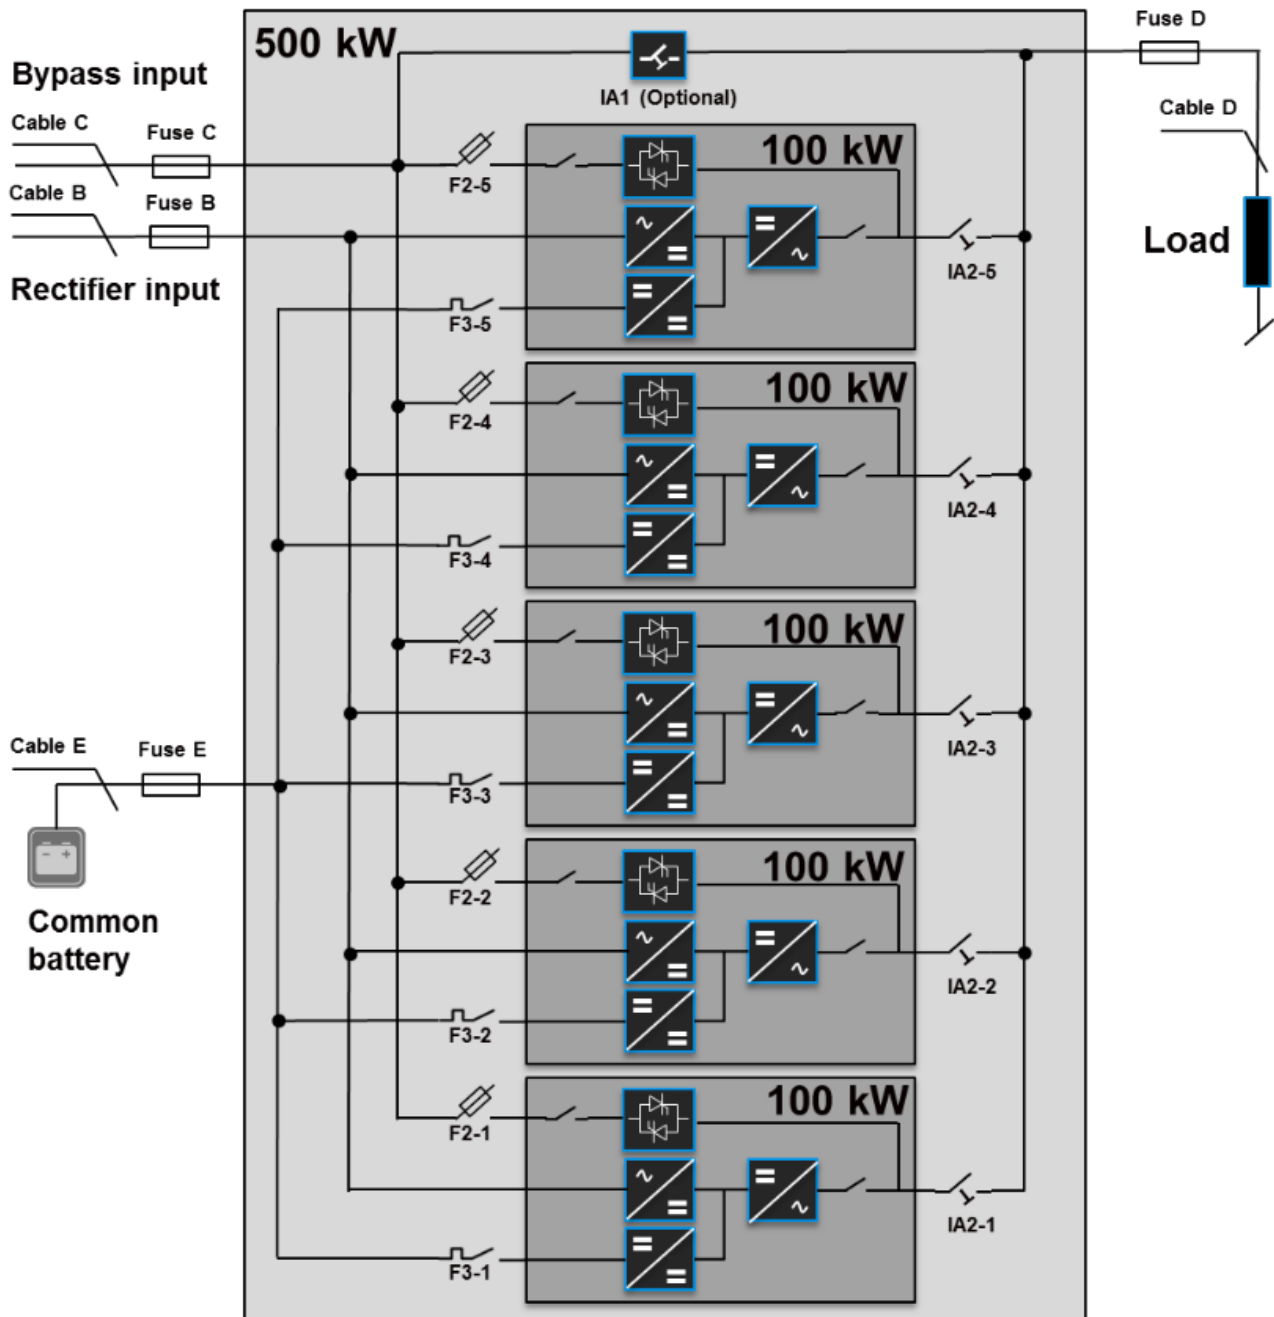 500 kW
Fuse D
Bypass input
IA1 (Optional)
Cable C
Fuse C
Cable D
100 kW
F2-5
Cable B
Fuse B
Load
Rectifier input
IA2-5
F3-5
100 kW
F2-4
IA2-4
F3-4
100 kW
F2-3
IA2-3
Cable E
Fuse E
F3-3
100 kW
F2-2
Common
battery
IA2-2
F3-2
100 kW
F2-1
IA2-1
F3-1